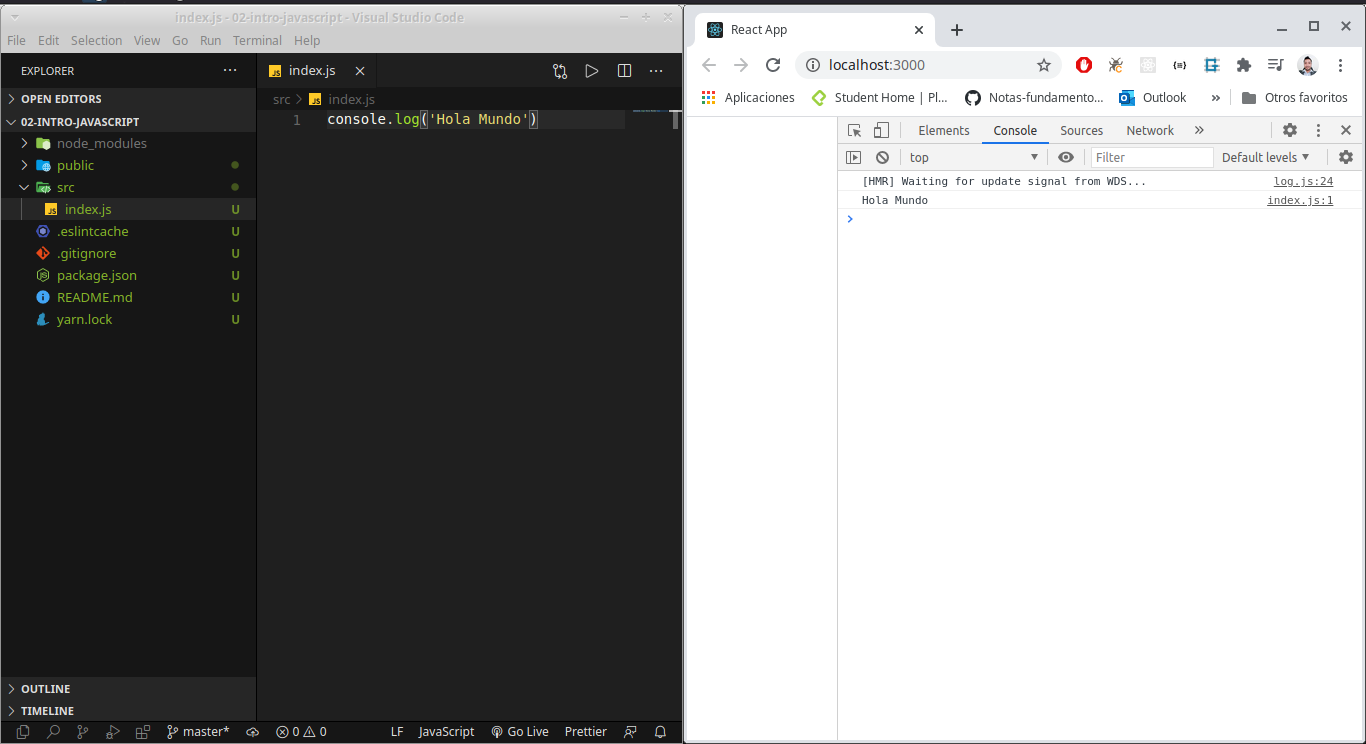 index.js - 02-intro-javascript - Visual Studio Code
File Edit Selection View Go Run Terminal Help
EXPLORER
OPEN EDITORS
02-INTRO-JAVASCRIPT
node_modules
public
src
index.js U
.eslintcache U
.gitignore U
package.json U
README.md U
yarn.lock U
OUTLINE
TIMELINE
index.js
src > index.js
1 console.log('Hola Mundo')
master* 0 0 LF JavaScript Go Live Prettier
React App
localhost:3000
Aplicaciones Student Home | Pl... Notas-fundamento... Outlook » Otros favoritos
Elements Console Sources Network »
top Filter Default levels
[HMR] Waiting for update signal from WDS... log.js:24
Hola Mundo index.js:1